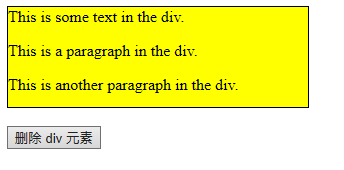 This is some text in the div.
This is a paragraph in the div.
This is another paragraph in the div.
删除 div 元素